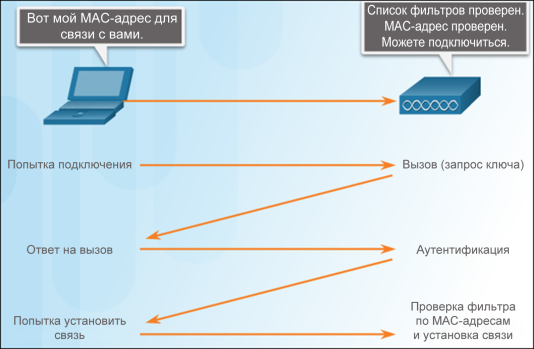 Вот мой MAC-адрес для
связи с вами.
Список фильтров проверен.
MAC-адрес проверен.
Можете подключиться.
Попытка подключения
Вызов (запрос ключа)
Ответ на вызов
Аутентификация
Попытка установить
связь
Проверка фильтра
по MAC-адресам
и установка связи